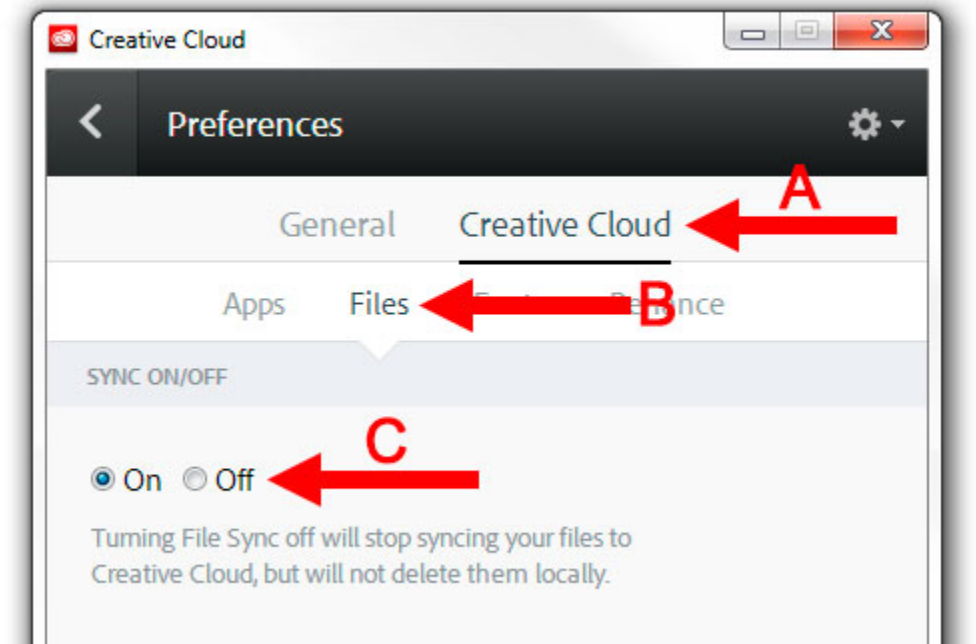 Creative Cloud
Preferences
A
General Creative Cloud
Apps Files B
SYNC ON/OFF
C
On Off
Turning File Sync off will stop syncing your files to
Creative Cloud, but will not delete them locally.